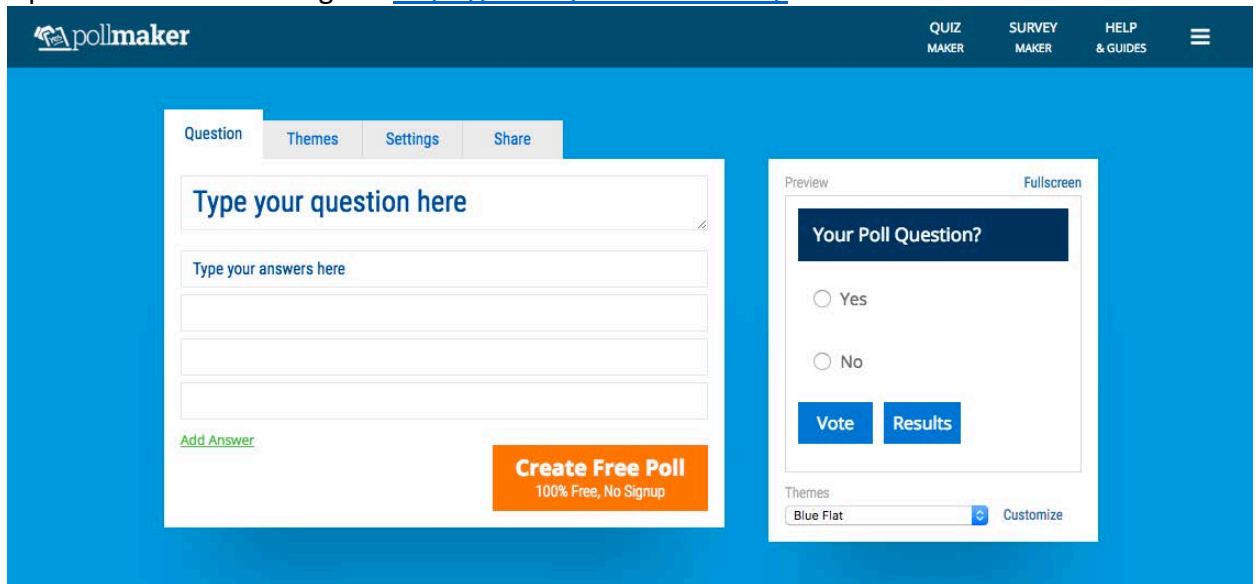 pollmaker
QUIZ MAKER
SURVEY MAKER
HELP & GUIDES
Question
Themes
Settings
Share
Type your question here
Type your answers here
Add Answer
Create Free Poll
100% Free, No Signup
Preview
Fullscreen
Your Poll Question?
Yes
No
Vote
Results
Themes
Blue Flat
Customize